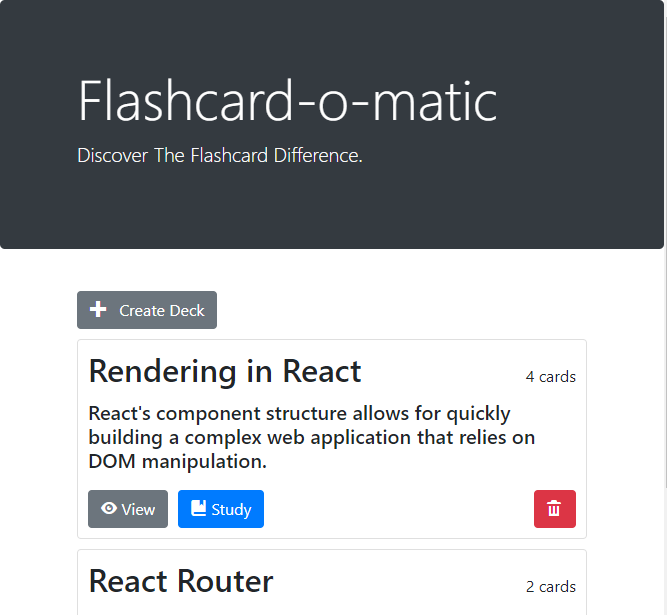 Flashcard-o-matic
Discover The Flashcard Difference.
Create Deck
Rendering in React
4 cards
React's component structure allows for quickly
building a complex web application that relies on
DOM manipulation.
View
Study
React Router
2 cards